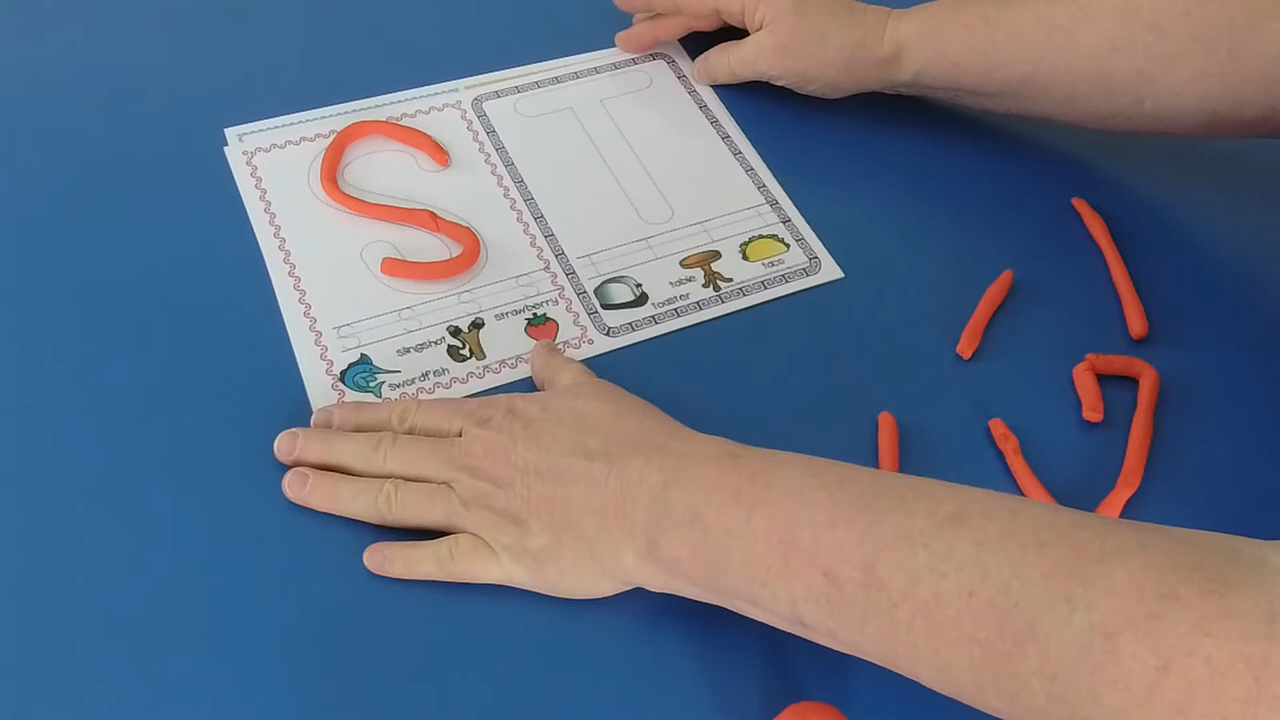 S
S S S S
slingshot
strawberry
swordfish
T
table
toaster
taco